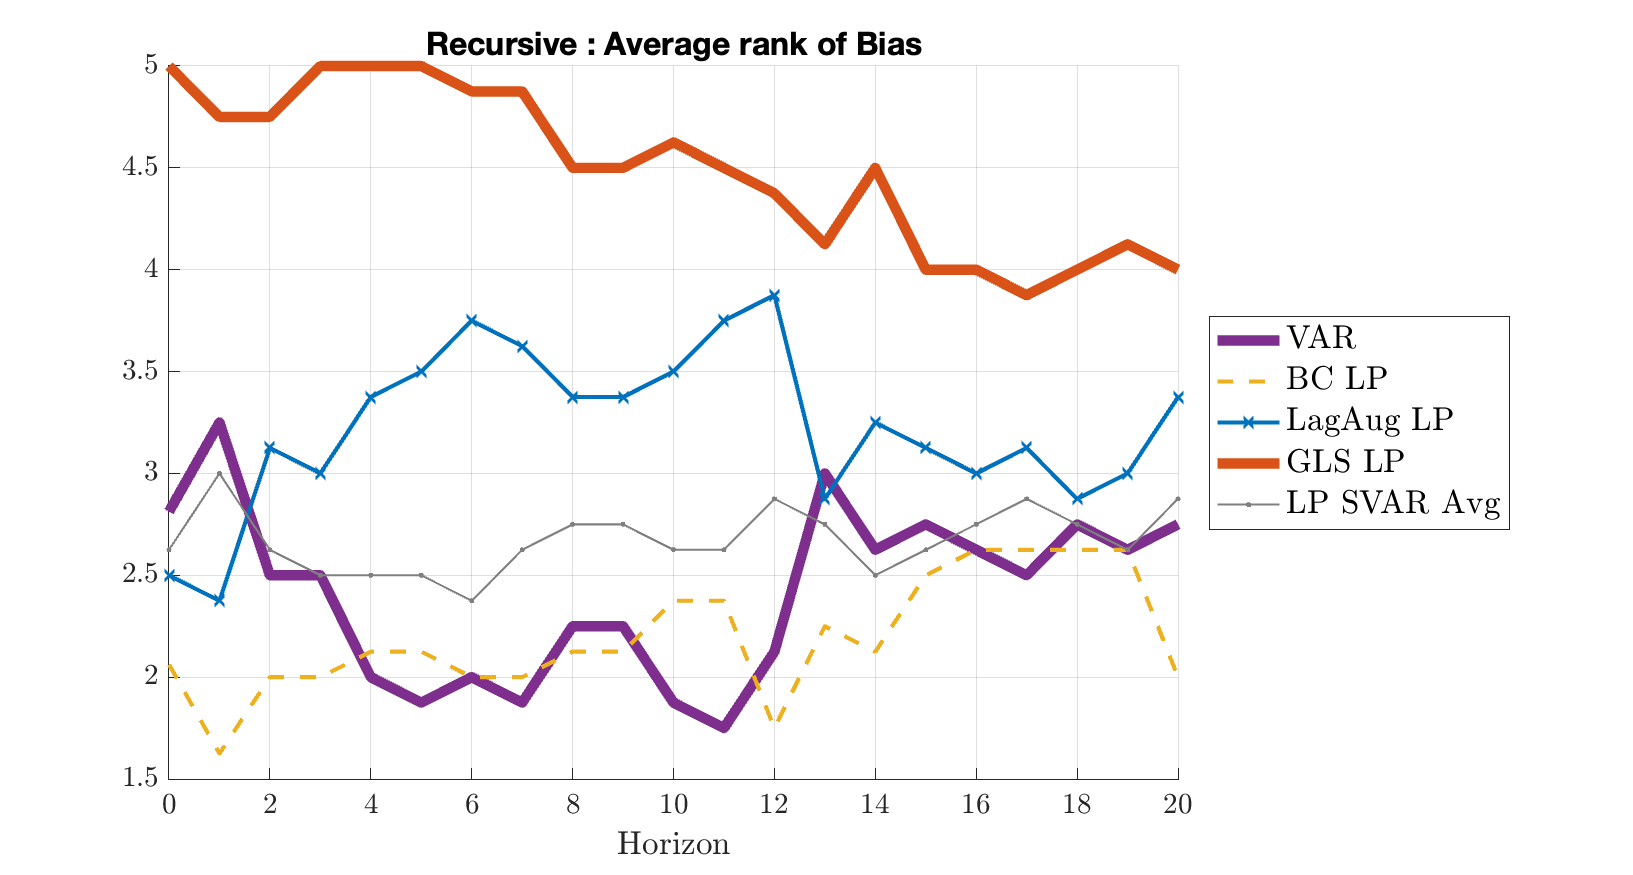 Recursive : Average rank of Bias
5
4.5
4
3.5
3
2.5
2
1.5
0 2 4 6 8 10 12 14 16 18 20
Horizon
VAR
BC LP
LagAug LP
GLS LP
LP SVAR Avg